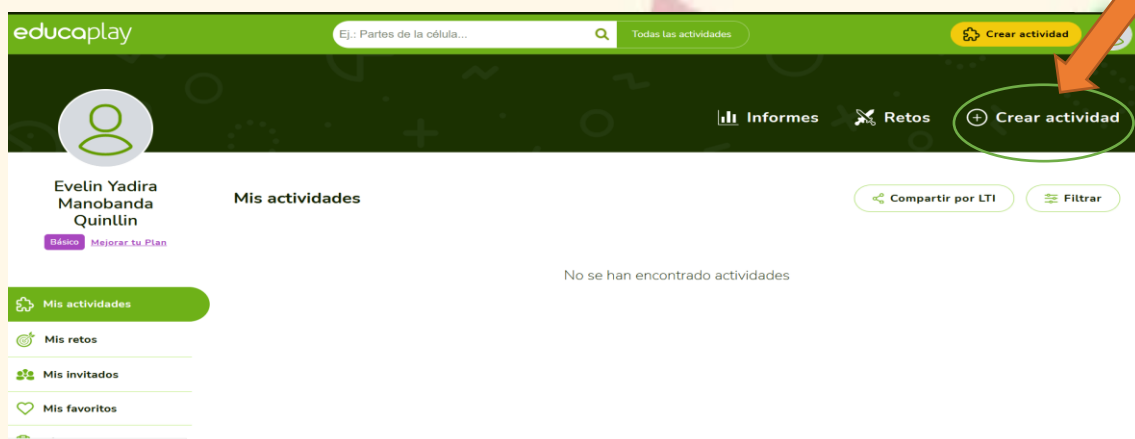 educaplay
Ej.: Partes de la célula...
Todas las actividades
Crear actividad
Informes
Retos
Crear actividad
Evelin Yadira
Manobanda
Quinllin
Básico Mejorar tu Plan
Mis actividades
Compartir por LTI
Filtrar
No se han encontrado actividades
Mis actividades
Mis retos
Mis invitados
Mis favoritos